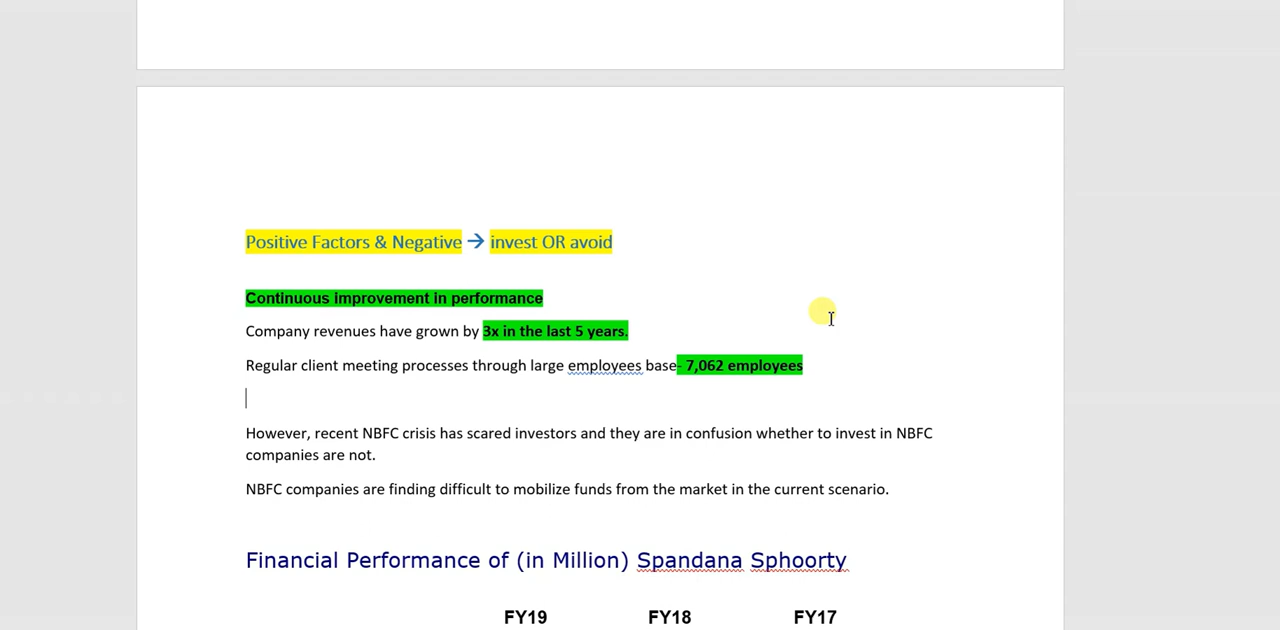 Positive Factors & Negative → invest OR avoid
Continuous improvement in performance
Company revenues have grown by 3x in the last 5 years.
Regular client meeting processes through large employees base- 7,062 employees
However, recent NBFC crisis has scared investors and they are in confusion whether to invest in NBFC
companies are not.
NBFC companies are finding difficult to mobilize funds from the market in the current scenario.
Financial Performance of (in Million) Spandana Sphoorty
FY19 FY18 FY17